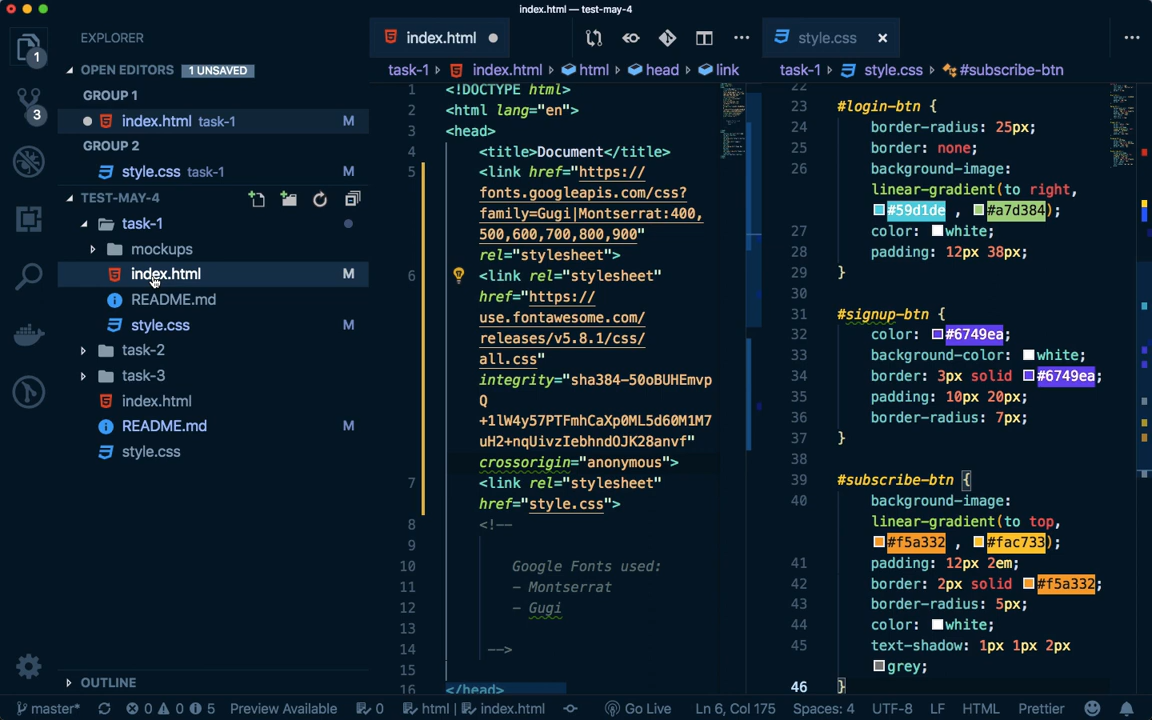 index.html — test-may-4
1
3
EXPLORER
OPEN EDITORS 1 UNSAVED
GROUP 1
index.html task-1 M
GROUP 2
style.css task-1 M
TEST-MAY-4
task-1
mockups
index.html M
README.md
style.css M
task-2
task-3
index.html
README.md M
style.css
OUTLINE
index.html
task-1 › index.html › html › head › link
1 <!DOCTYPE html>
2 <html lang="en">
3 <head>
4 <title>Document</title>
5 <link href="https://
fonts.googleapis.com/css?
family=Gugi|Montserrat:400,
500,600,700,800,900"
rel="stylesheet">
6 <link rel="stylesheet"
href="https://
use.fontawesome.com/
releases/v5.8.1/css/
all.css"
integrity="sha384-50oBUHEmvp
Q
+1lW4y57PTFmhCaXp0ML5d60M1M7
uH2+nqUivzIebhndOJK28anvf"
crossorigin="anonymous">
7 <link rel="stylesheet"
href="style.css">
8 <!--
9
10 Google Fonts used:
11 - Montserrat
12 - Gugi
13
14 -->
15
16 </head>
style.css
task-1 › style.css › #subscribe-btn
22
23 #login-btn {
24 border-radius: 25px;
25 border: none;
26 background-image:
linear-gradient(to right,
#59d1de , #a7d384);
27 color: white;
28 padding: 12px 38px;
29 }
30
31 #signup-btn {
32 color: #6749ea;
33 background-color: white;
34 border: 3px solid #6749ea;
35 padding: 10px 20px;
36 border-radius: 7px;
37 }
38
39 #subscribe-btn {
40 background-image:
linear-gradient(to top,
#f5a332 , #fac733);
41 padding: 12px 2em;
42 border: 2px solid #f5a332;
43 border-radius: 5px;
44 color: white;
45 text-shadow: 1px 1px 2px
grey;
46 }
master* 0 0 5 Preview Available 0 html | index.html Go Live Ln 6, Col 175 Spaces: 4 UTF-8 LF HTML Prettier